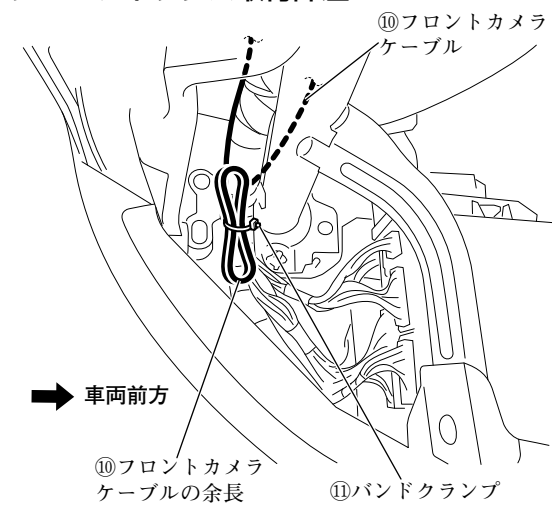 ⑩フロントカメラ
ケーブル
車両前方
⑩フロントカメラ
ケーブルの余長
⑪バンドクランプ